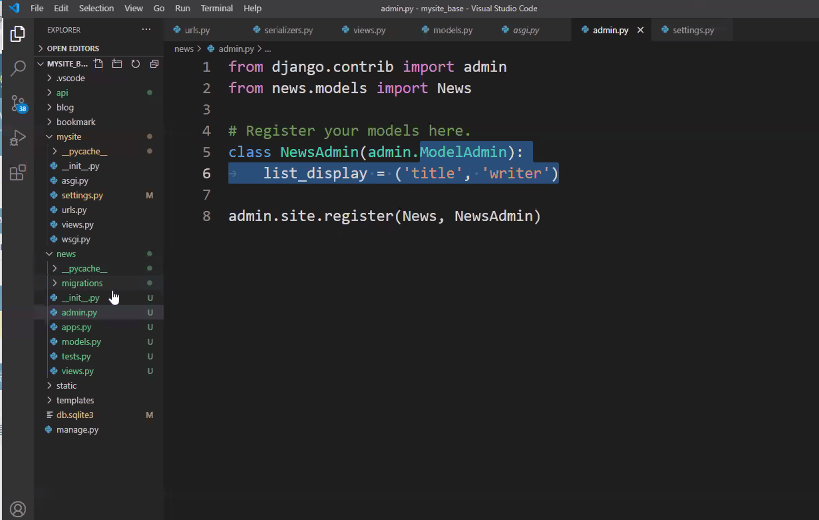 File Edit Selection View Go Run Terminal Help
admin.py - mysite_base - Visual Studio Code
EXPLORER ···
OPEN EDITORS
MYSITE_B...
.vscode
api
blog
bookmark
mysite
__pycache__
__init__.py
asgi.py
settings.py M
urls.py
views.py
wsgi.py
news
__pycache__
migrations
__init__.py U
admin.py U
apps.py U
models.py U
tests.py U
views.py U
static
templates
db.sqlite3 M
manage.py
38
urls.py serializers.py views.py models.py asgi.py admin.py settings.py
news > admin.py > ...
1 from django.contrib import admin
2 from news.models import News
3
4 # Register your models here.
5 class NewsAdmin(admin.ModelAdmin):
6 list_display = ('title', 'writer')
7
8 admin.site.register(News, NewsAdmin)